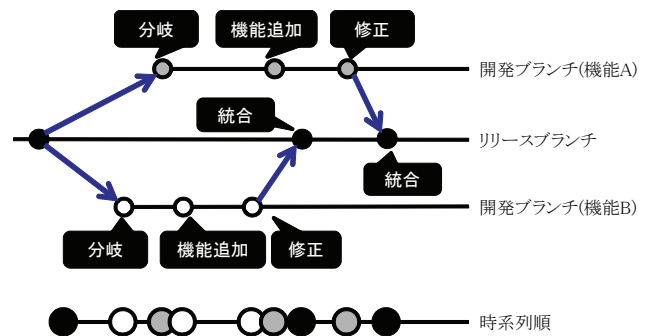 分岐
機能追加
修正
開発ブランチ(機能A)
統合
リリースブランチ
統合
開発ブランチ(機能B)
分岐
機能追加
修正
時系列順